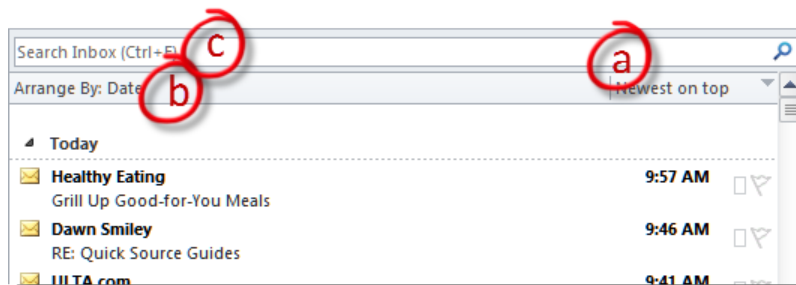 Search Inbox (Ctrl+E) c
a
Arrange By: Date b Newest on top
Today
Healthy Eating 9:57 AM
Grill Up Good-for-You Meals
Dawn Smiley 9:46 AM
RE: Quick Source Guides
ULTA.com 9:41 AM